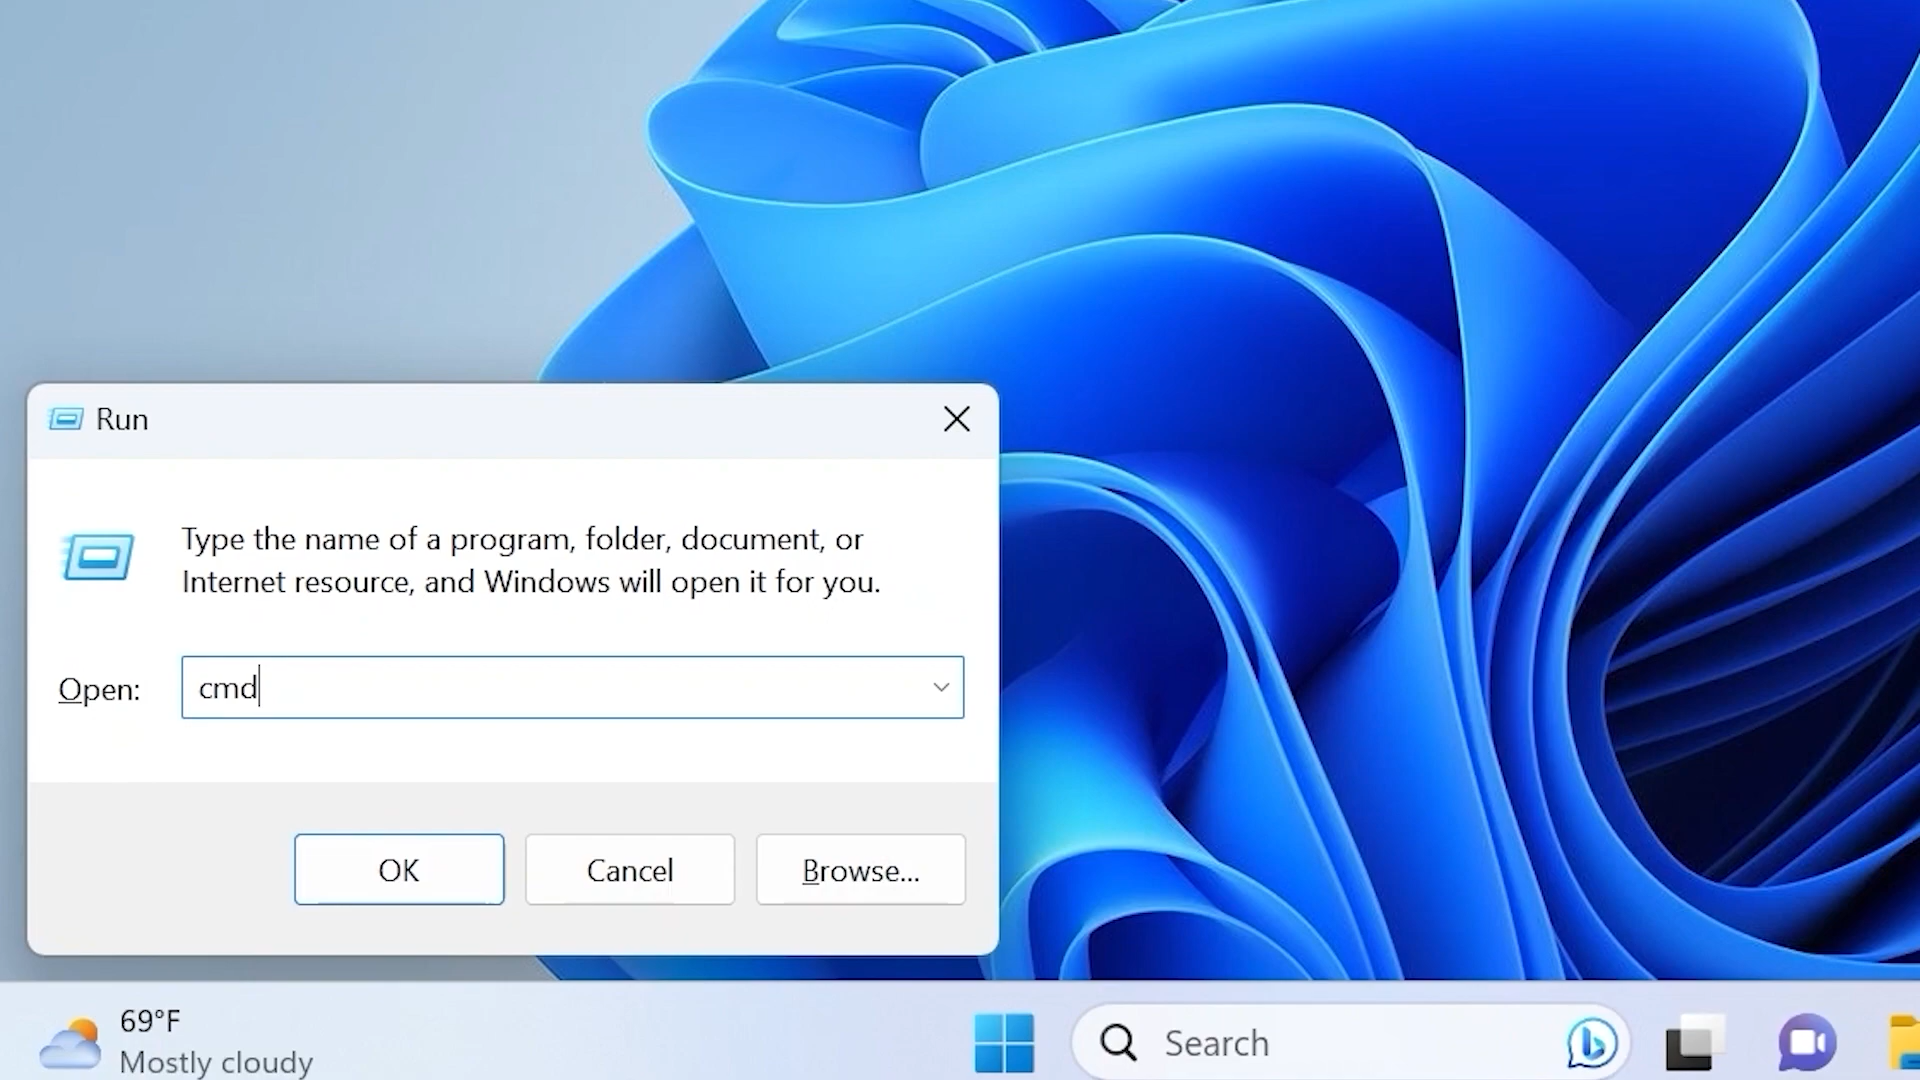 Run
Type the name of a program, folder, document, or
Internet resource, and Windows will open it for you.
Open:
cmd
OK
Cancel
Browse...
69°F
Mostly cloudy
Search